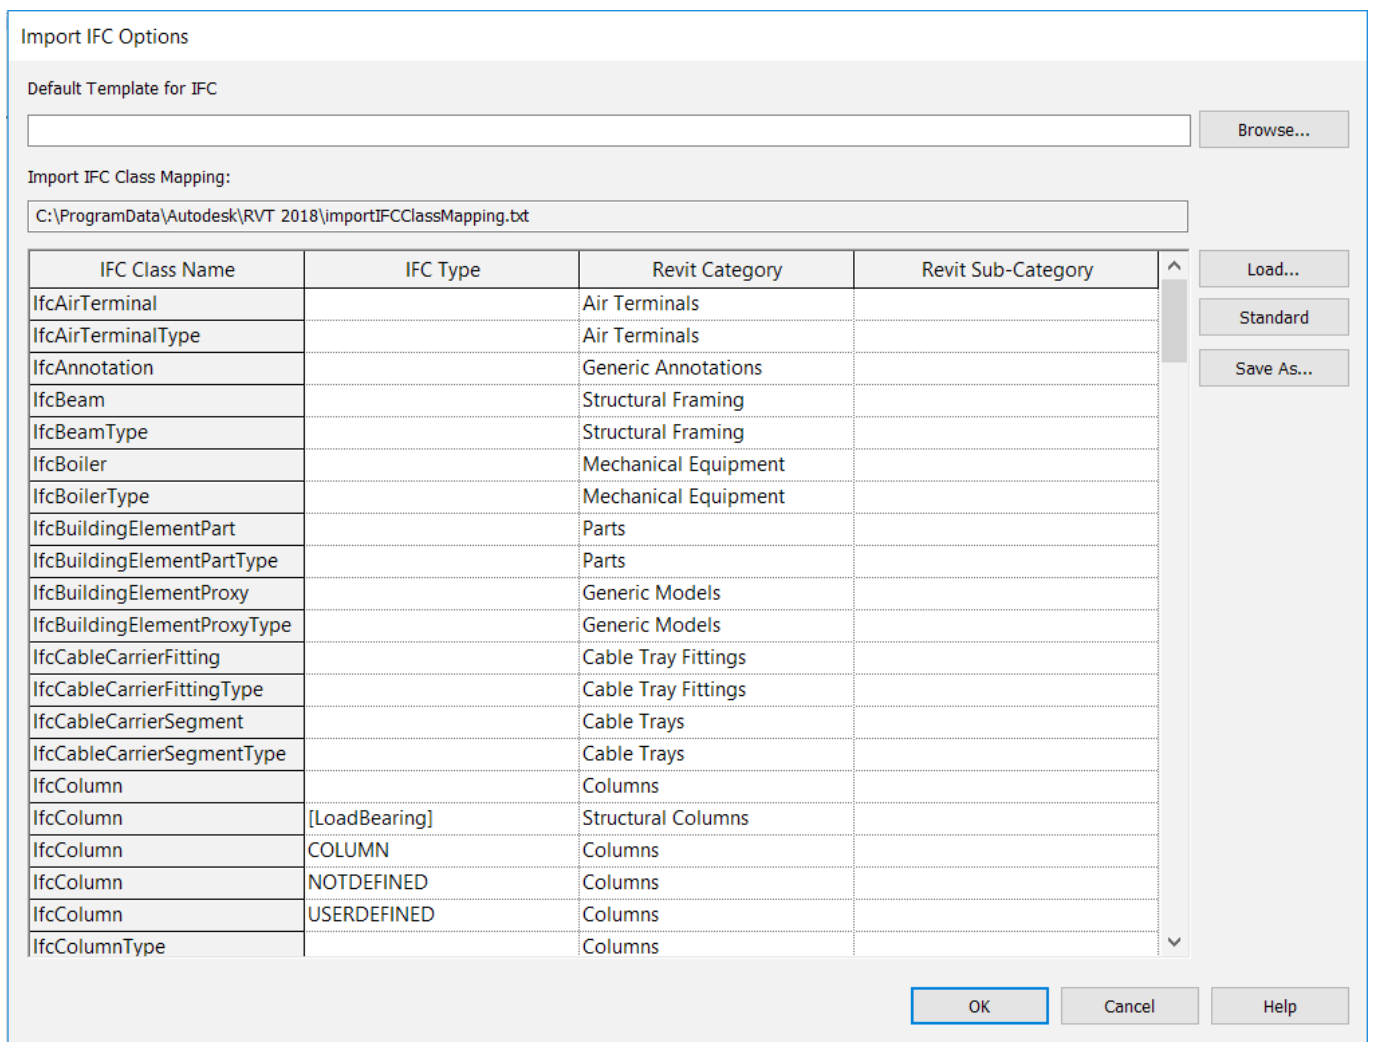 Import IFC Options
Default Template for IFC
Browse...
Import IFC Class Mapping:
C:\ProgramData\Autodesk\RVT 2018\importIFCClassMapping.txt
IFC Class Name IFC Type Revit Category Revit Sub-Category
Load...
IfcAirTerminal Air Terminals
Standard
IfcAirTerminalType Air Terminals
IfcAnnotation Generic Annotations
Save As...
IfcBeam Structural Framing
IfcBeamType Structural Framing
IfcBoiler Mechanical Equipment
IfcBoilerType Mechanical Equipment
IfcBuildingElementPart Parts
IfcBuildingElementPartType Parts
IfcBuildingElementProxy Generic Models
IfcBuildingElementProxyType Generic Models
IfcCableCarrierFitting Cable Tray Fittings
IfcCableCarrierFittingType Cable Tray Fittings
IfcCableCarrierSegment Cable Trays
IfcCableCarrierSegmentType Cable Trays
IfcColumn Columns
IfcColumn [LoadBearing] Structural Columns
IfcColumn COLUMN Columns
IfcColumn NOTDEFINED Columns
IfcColumn USERDEFINED Columns
IfcColumnType Columns
OK Cancel Help